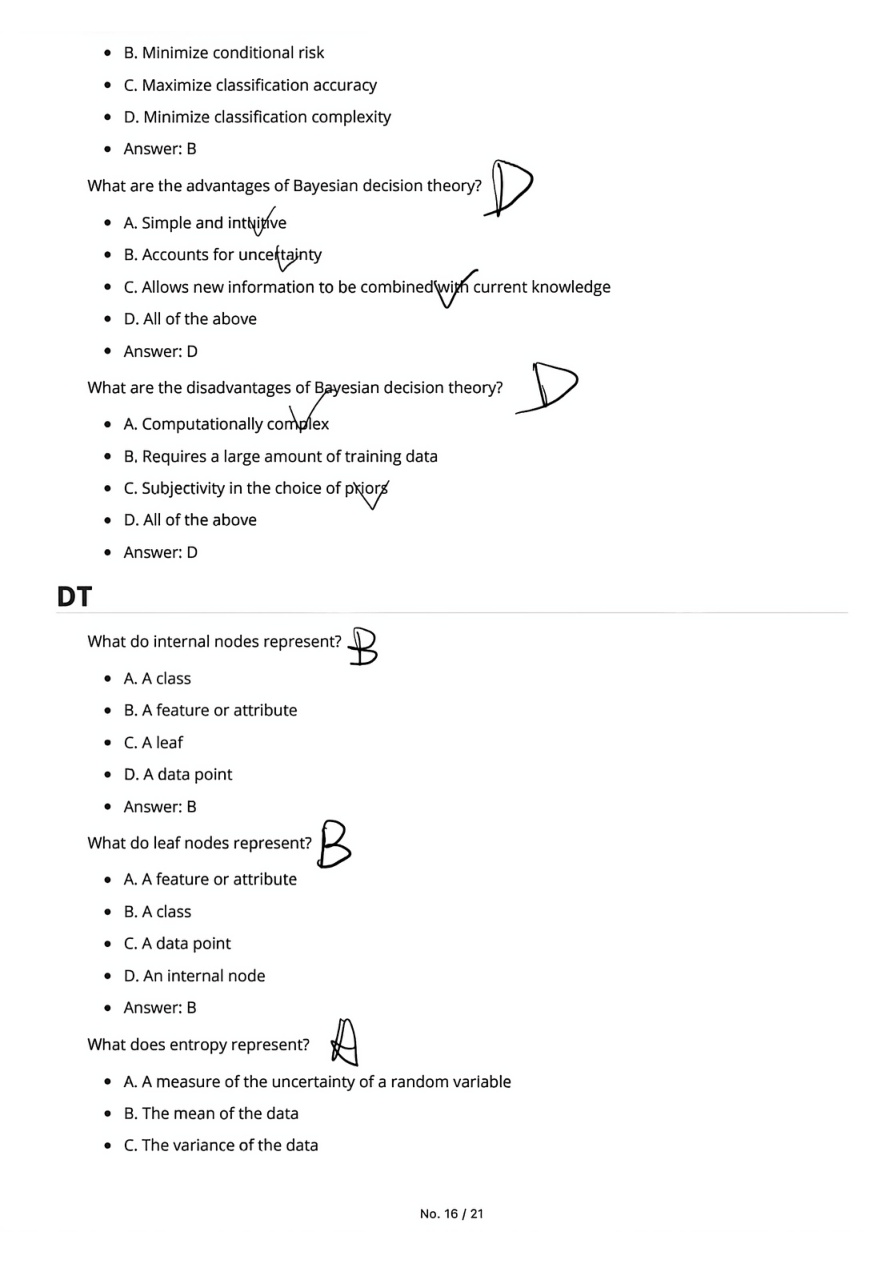 B. Minimize conditional risk
C. Maximize classification accuracy
D. Minimize classification complexity
Answer: B
What are the advantages of Bayesian decision theory? D
A. Simple and intuitive
B. Accounts for uncertainty
C. Allows new information to be combined with current knowledge
D. All of the above
Answer: D
What are the disadvantages of Bayesian decision theory? D
A. Computationally complex
B. Requires a large amount of training data
C. Subjectivity in the choice of priors
D. All of the above
Answer: D
DT
What do internal nodes represent? B
A. A class
B. A feature or attribute
C. A leaf
D. A data point
Answer: B
What do leaf nodes represent? B
A. A feature or attribute
B. A class
C. A data point
D. An internal node
Answer: B
What does entropy represent? A
A. A measure of the uncertainty of a random variable
B. The mean of the data
C. The variance of the data
No. 16 / 21